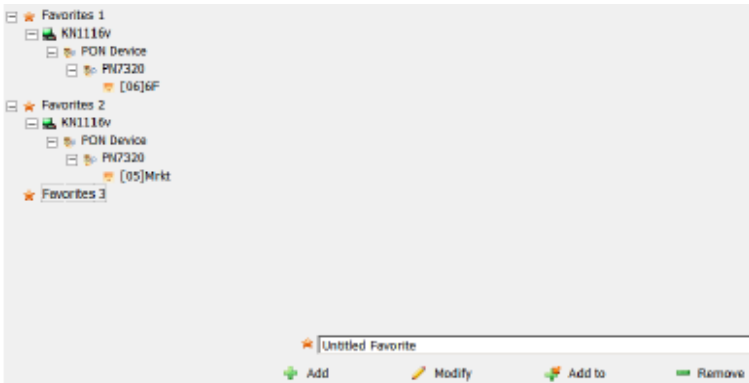 Favorites 1
KN1116v
PON Device
PN7320
[06]6F
Favorites 2
KN1116v
PON Device
PN7320
[05]Mrkt
Favorites 3
Untitled Favorite
Add Modify Add to Remove